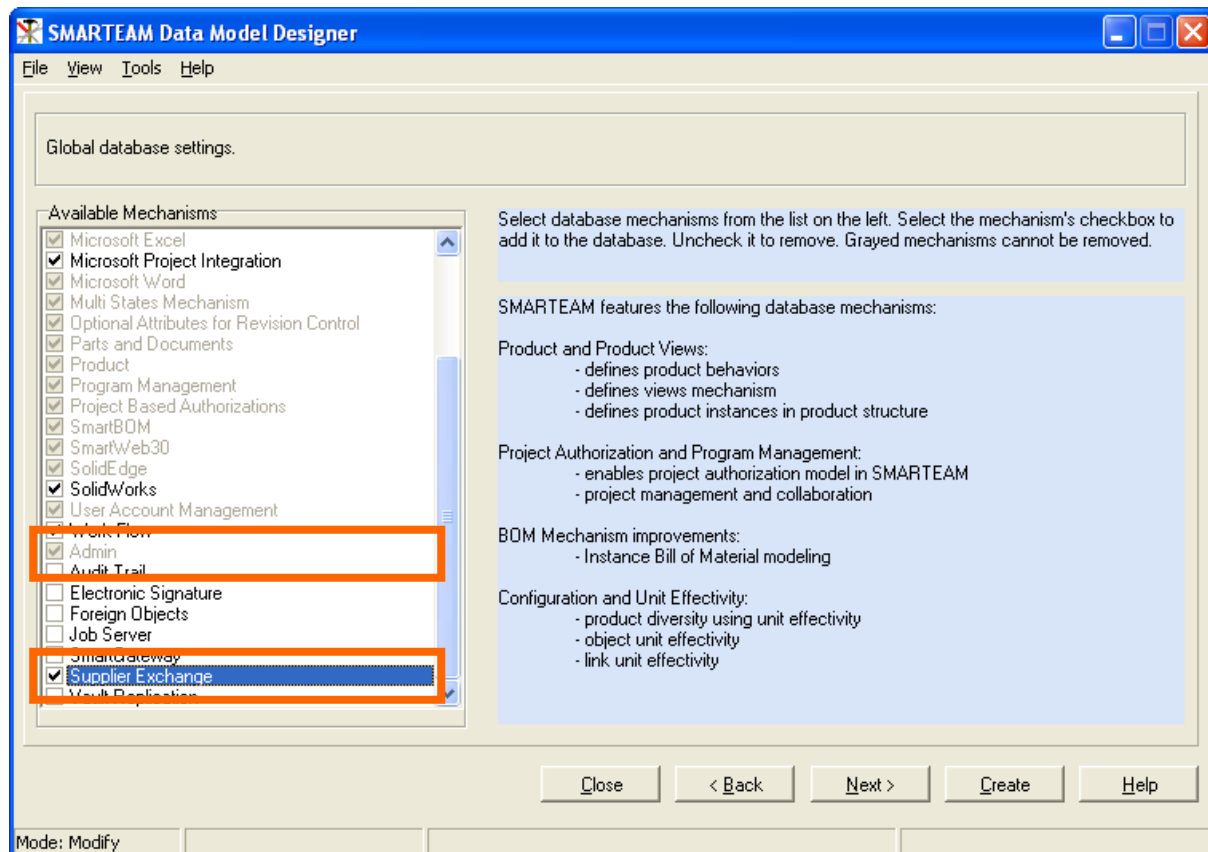 SMARTEAM Data Model Designer
File View Tools Help
Global database settings.
Available Mechanisms
Microsoft Excel
Microsoft Project Integration
Microsoft Word
Multi States Mechanism
Optional Attributes for Revision Control
Parts and Documents
Product
Program Management
Project Based Authorizations
SmartBOM
SmartWeb30
SolidEdge
SolidWorks
User Account Management
Work Flow
Admin
Audit Trail
Electronic Signature
Foreign Objects
Job Server
SmartGateway
Supplier Exchange
Vault Replication
Select database mechanisms from the list on the left. Select the mechanism's checkbox to
add it to the database. Uncheck it to remove. Grayed mechanisms cannot be removed.
SMARTEAM features the following database mechanisms:
Product and Product Views:
- defines product behaviors
- defines views mechanism
- defines product instances in product structure
Project Authorization and Program Management:
- enables project authorization model in SMARTEAM
- project management and collaboration
BOM Mechanism improvements:
- Instance Bill of Material modeling
Configuration and Unit Effectivity:
- product diversity using unit effectivity
- object unit effectivity
- link unit effectivity
Close < Back Next > Create Help
Mode: Modify